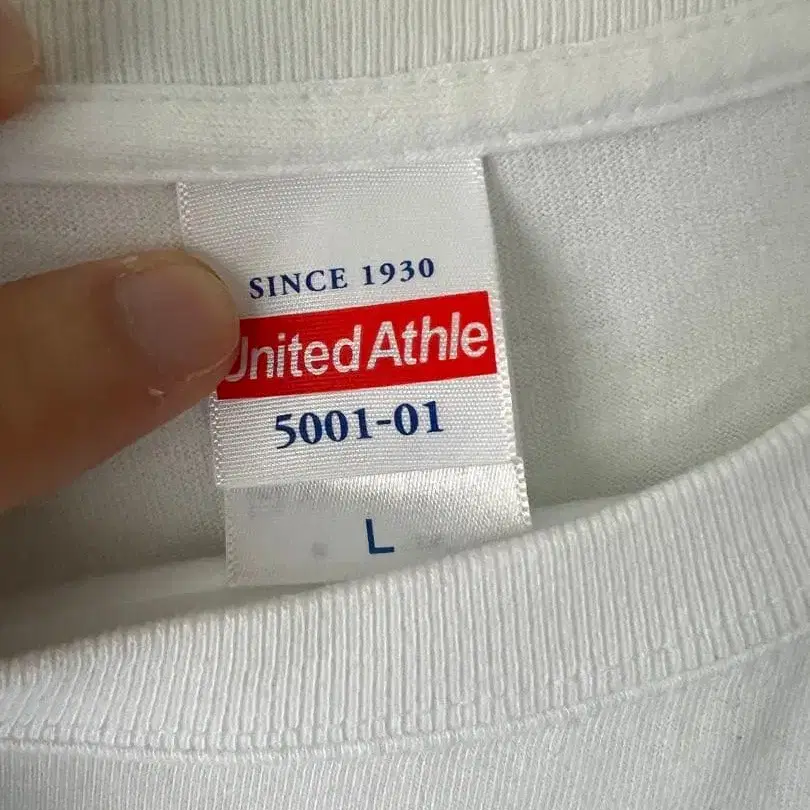 SINCE 1930
United Athle
5001-01
L